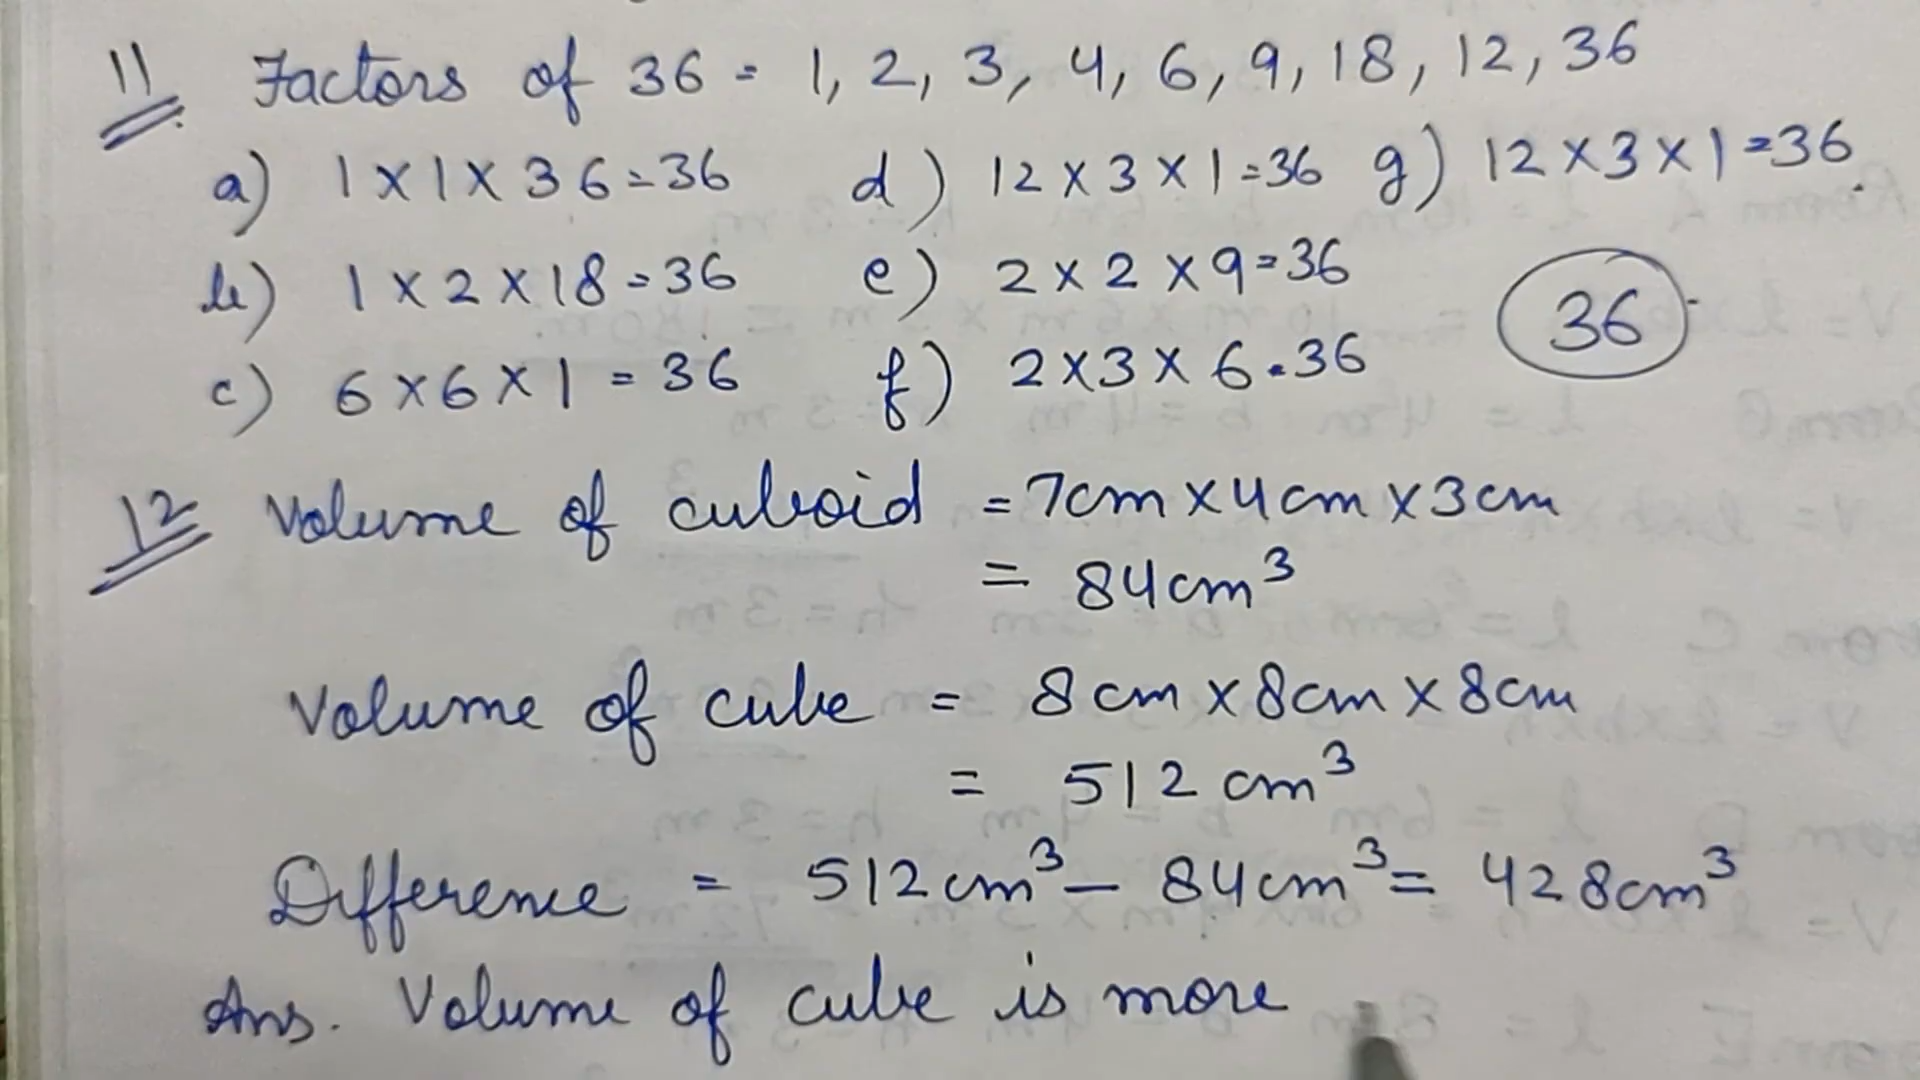 11 Factors of 36 = 1, 2, 3, 4, 6, 9, 18, 12, 36
a) 1 x 1 x 36 = 36 d) 12 x 3 x 1 = 36 g) 12 x 3 x 1 = 36.
b) 1 x 2 x 18 = 36 e) 2 x 2 x 9 = 36
c) 6 x 6 x 1 = 36 f) 2 x 3 x 6 = 36
36
12 Volume of cuboid = 7cm x 4cm x 3cm
= 84cm³
Volume of cube = 8cm x 8cm x 8cm
= 512 cm³
Difference = 512cm³ – 84cm³ = 428cm³
Ans. Volume of cube is more